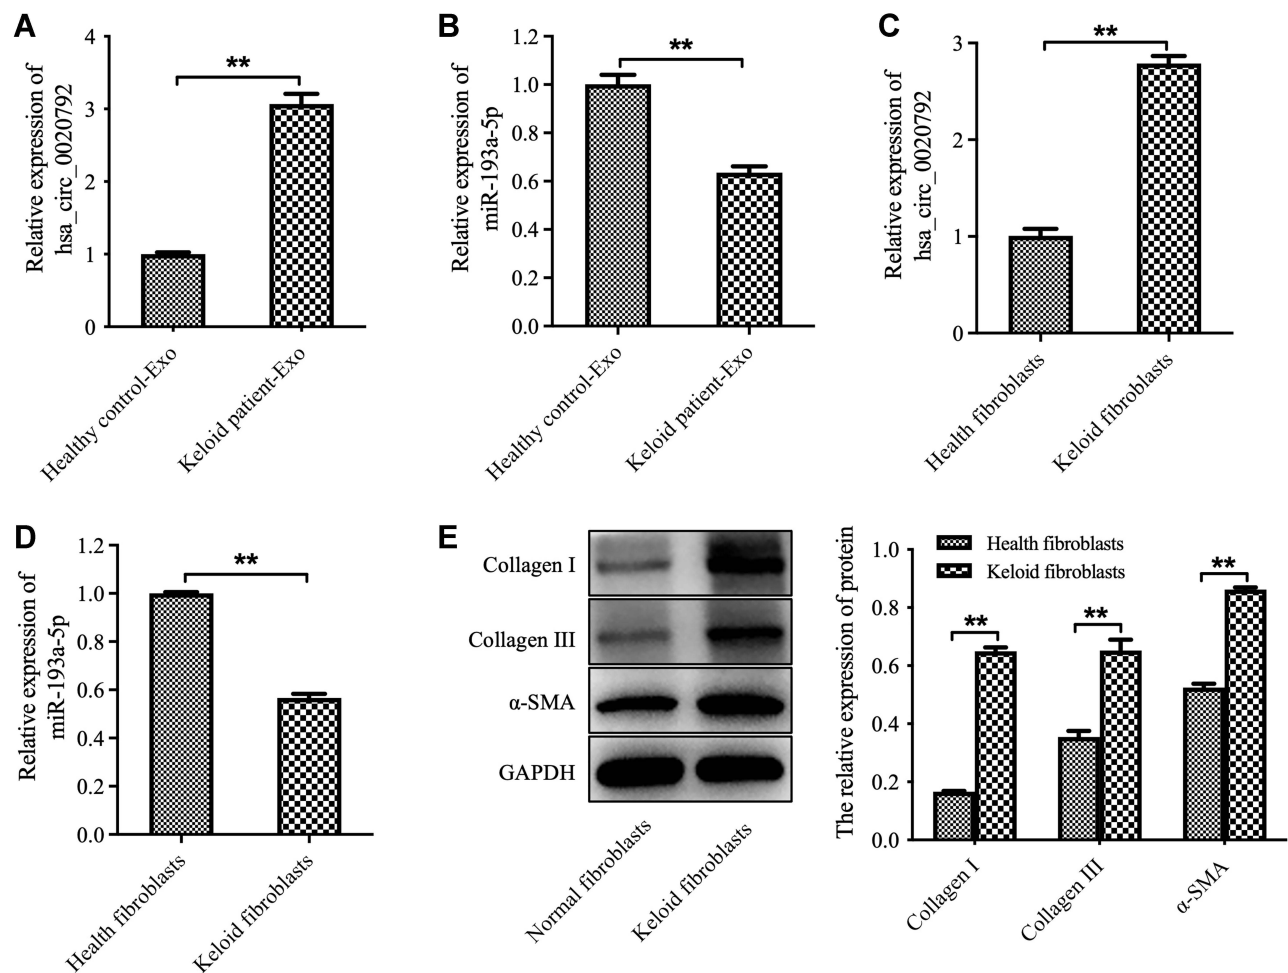 A
Relative expression of
hsa_circ_0020792
4
3
2
1
0
**
Healthy control-Exo
Keloid patient-Exo
B
Relative expression of
miR-193a-5p
1.2
1.0
0.8
0.6
0.4
0.2
0.0
**
Healthy control-Exo
Keloid patient-Exo
C
Relative expression of
hsa_circ_0020792
3
2
1
0
**
Health fibroblasts
Keloid fibroblasts
D
Relative expression of
miR-193a-5p
1.2
1.0
0.8
0.6
0.4
0.2
0.0
**
Health fibroblasts
Keloid fibroblasts
E
Collagen I
Collagen III
α-SMA
GAPDH
Normal fibroblasts
Keloid fibroblasts
The relative expression of protein
1.0
0.8
0.6
0.4
0.2
0.0
Health fibroblasts
Keloid fibroblasts
**
**
**
Collagen I
Collagen III
α-SMA